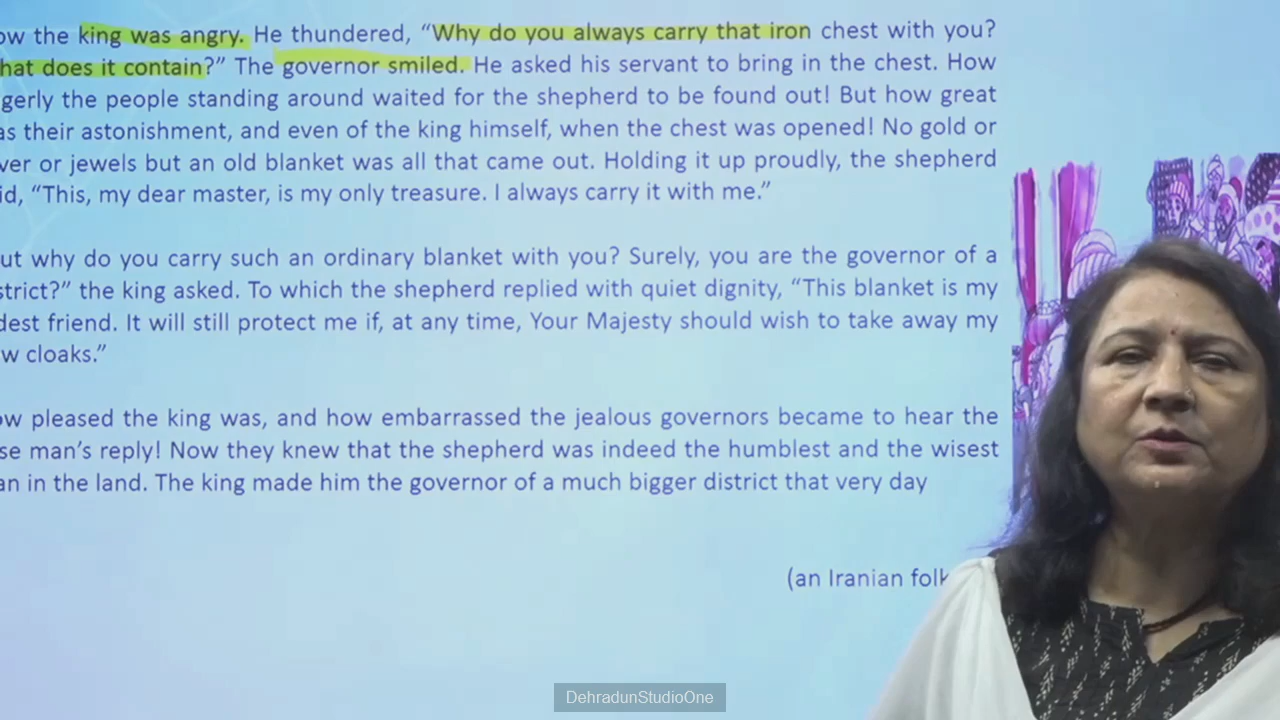 ow the king was angry. He thundered, “Why do you always carry that iron chest with you?
hat does it contain?” The governor smiled. He asked his servant to bring in the chest. How
gerly the people standing around waited for the shepherd to be found out! But how great
as their astonishment, and even of the king himself, when the chest was opened! No gold or
ver or jewels but an old blanket was all that came out. Holding it up proudly, the shepherd
id, “This, my dear master, is my only treasure. I always carry it with me.”
ut why do you carry such an ordinary blanket with you? Surely, you are the governor of a
strict?” the king asked. To which the shepherd replied with quiet dignity, “This blanket is my
dest friend. It will still protect me if, at any time, Your Majesty should wish to take away my
w cloaks.”
ow pleased the king was, and how embarrassed the jealous governors became to hear the
se man’s reply! Now they knew that the shepherd was indeed the humblest and the wisest
an in the land. The king made him the governor of a much bigger district that very day
(an Iranian folk
DehradunStudioOne